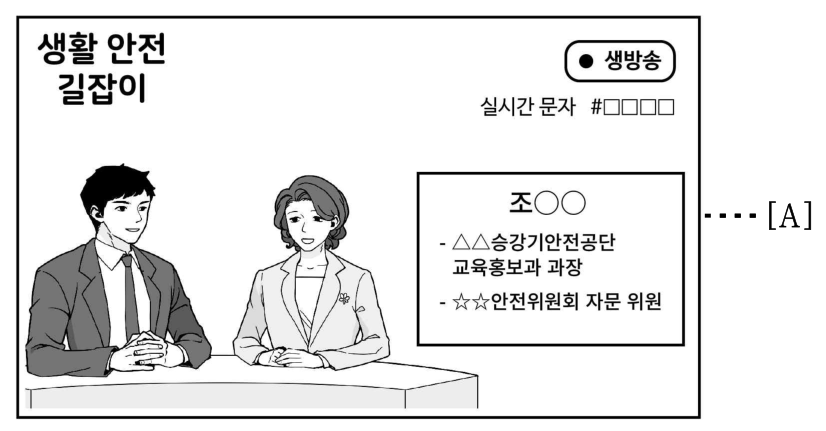 생활 안전
길잡이
● 생방송
실시간 문자 #□□□□
조○○
- △△승강기안전공단
교육홍보과 과장
- ☆☆안전위원회 자문 위원
[A]